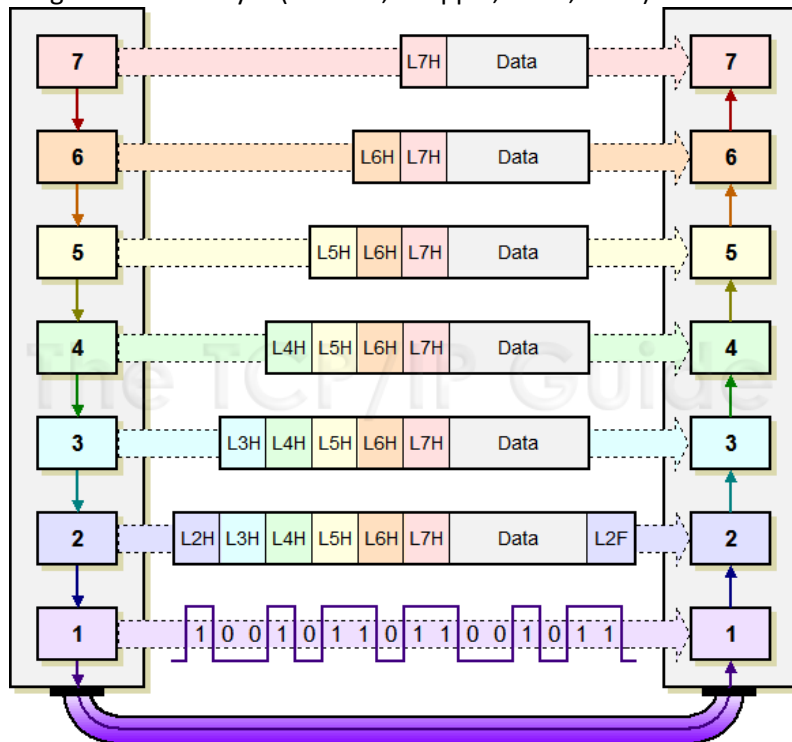 7 L7H Data 7
6 L6H L7H Data 6
5 L5H L6H L7H Data 5
4 L4H L5H L6H L7H Data 4
The TCP/IP Guide
3 L3H L4H L5H L6H L7H Data 3
2 L2H L3H L4H L5H L6H L7H Data L2F 2
1 1 0 0 1 0 1 1 0 1 1 0 0 1 0 1 1 1